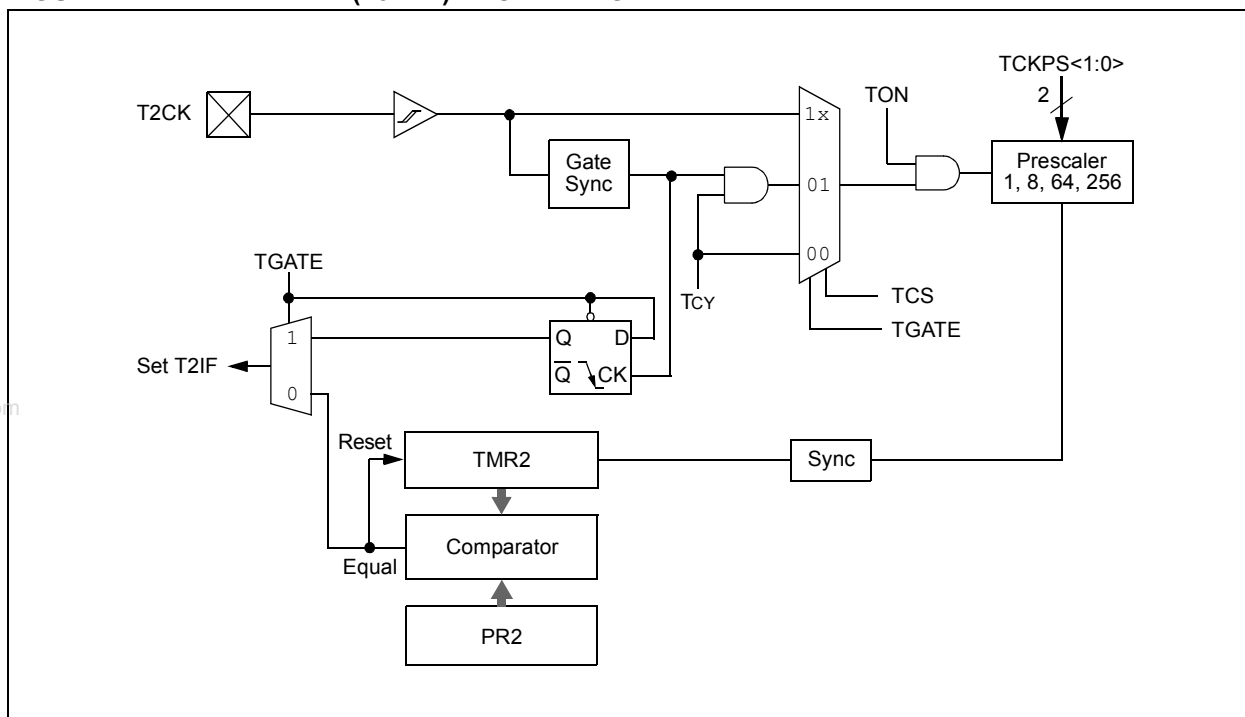 TCKPS<1:0>
2
TON
T2CK
1x
Gate
Sync
Prescaler
1, 8, 64, 256
01
00
TGATE
TCY
TCS
TGATE
1
Q
D
Set T2IF
Q
CK
0
Reset
TMR2
Sync
Equal
Comparator
PR2